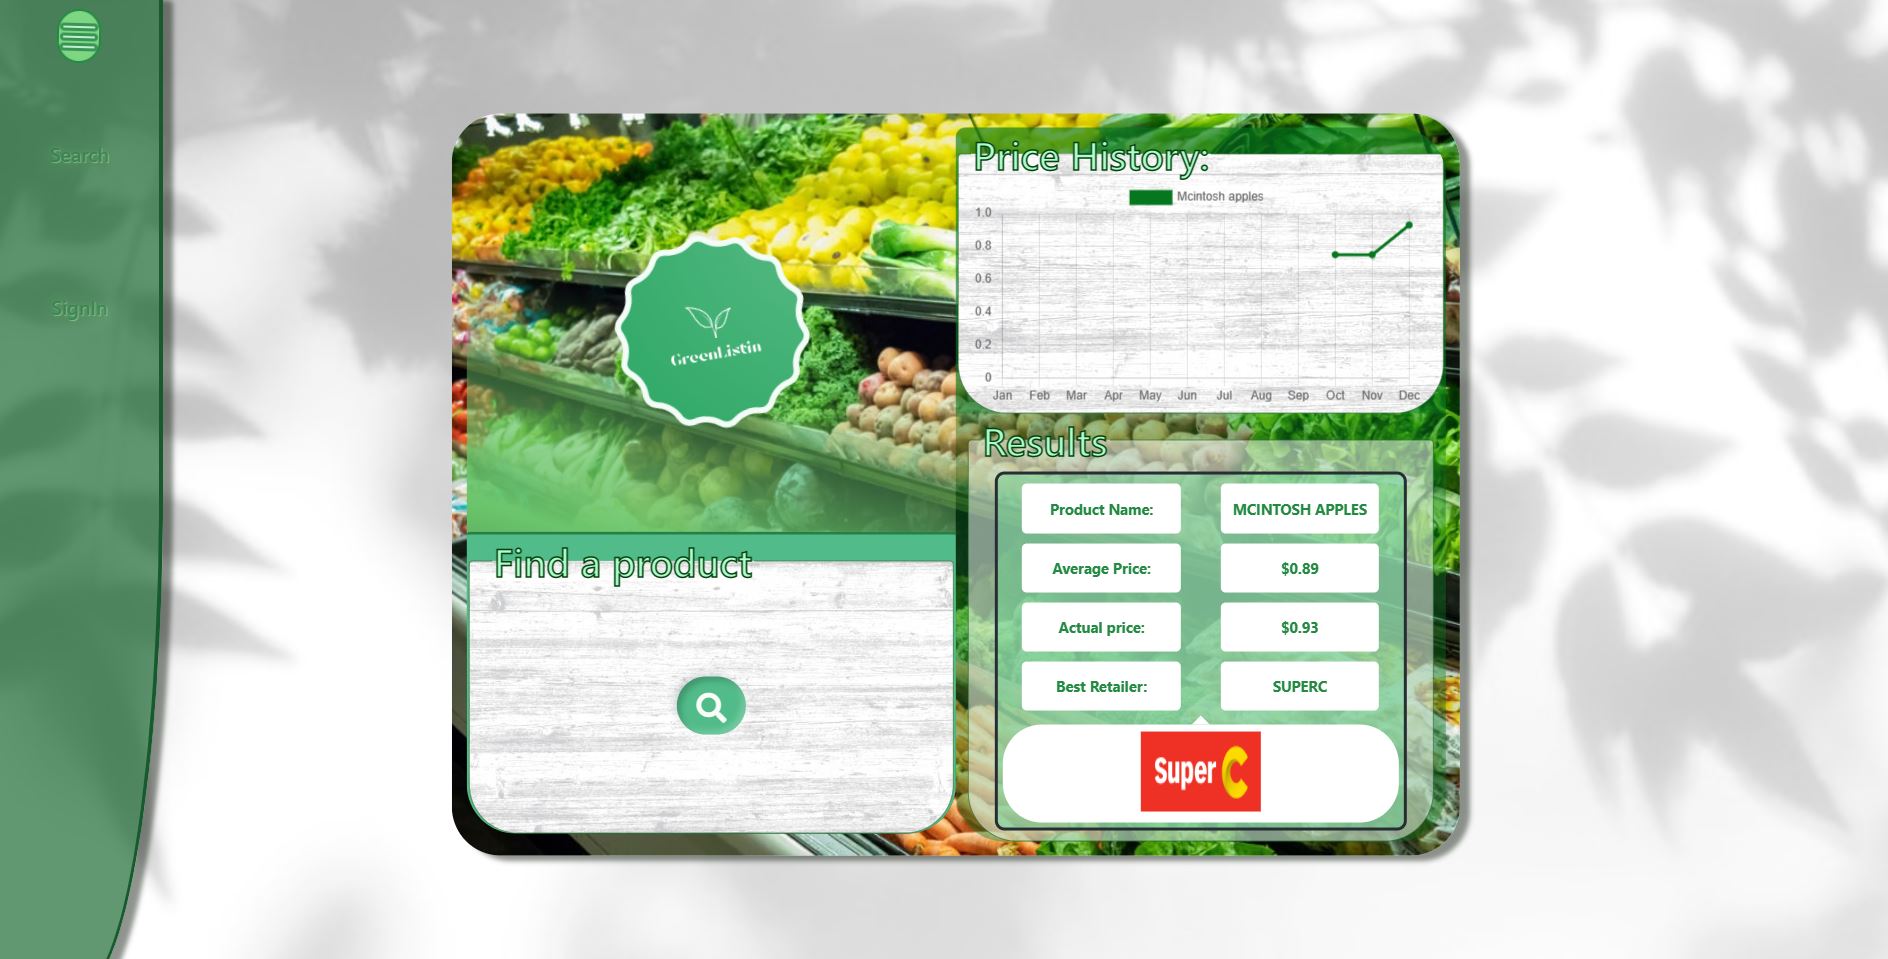 Search
SignIn
GreenListin
Find a product
Price History:
Mcintosh apples
1.0
0.8
0.6
0.4
0.2
0
Jan Feb Mar Apr May Jun Jul Aug Sep Oct Nov Dec
Results
Product Name: MCINTOSH APPLES
Average Price: $0.89
Actual price: $0.93
Best Retailer: SUPERC
Super C